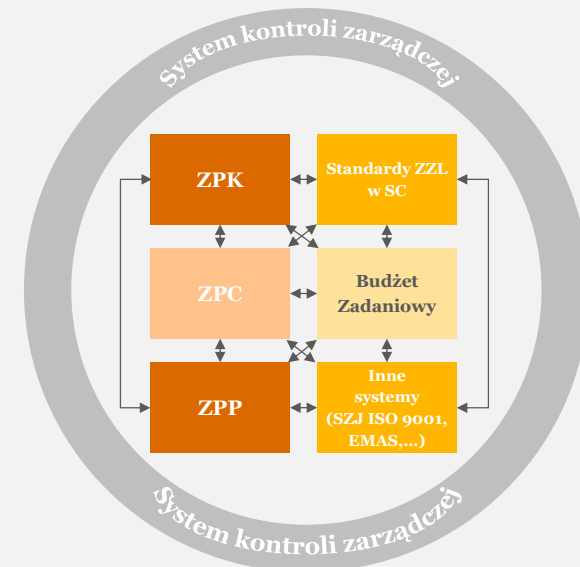 System kontroli zarządczej
ZPK
Standardy ZZL
w SC
ZPC
Budżet
Zadaniowy
ZPP
Inne
systemy
(SZJ ISO 9001,
EMAS,...)
System kontroli zarządczej